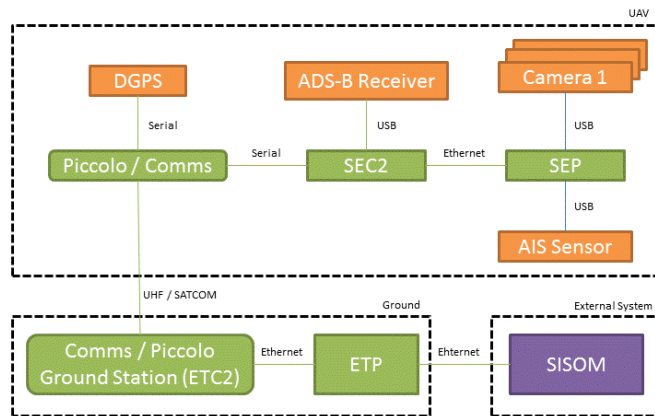 UAV
DGPS
ADS-B Receiver
Camera 1
Serial
USB
USB
Piccolo / Comms
Serial
SEC2
Ethernet
SEP
USB
AIS Sensor
UHF / SATCOM
Ground
External System
Comms / Piccolo
Ground Station (ETC2)
Ethernet
ETP
Ehternet
SISOM